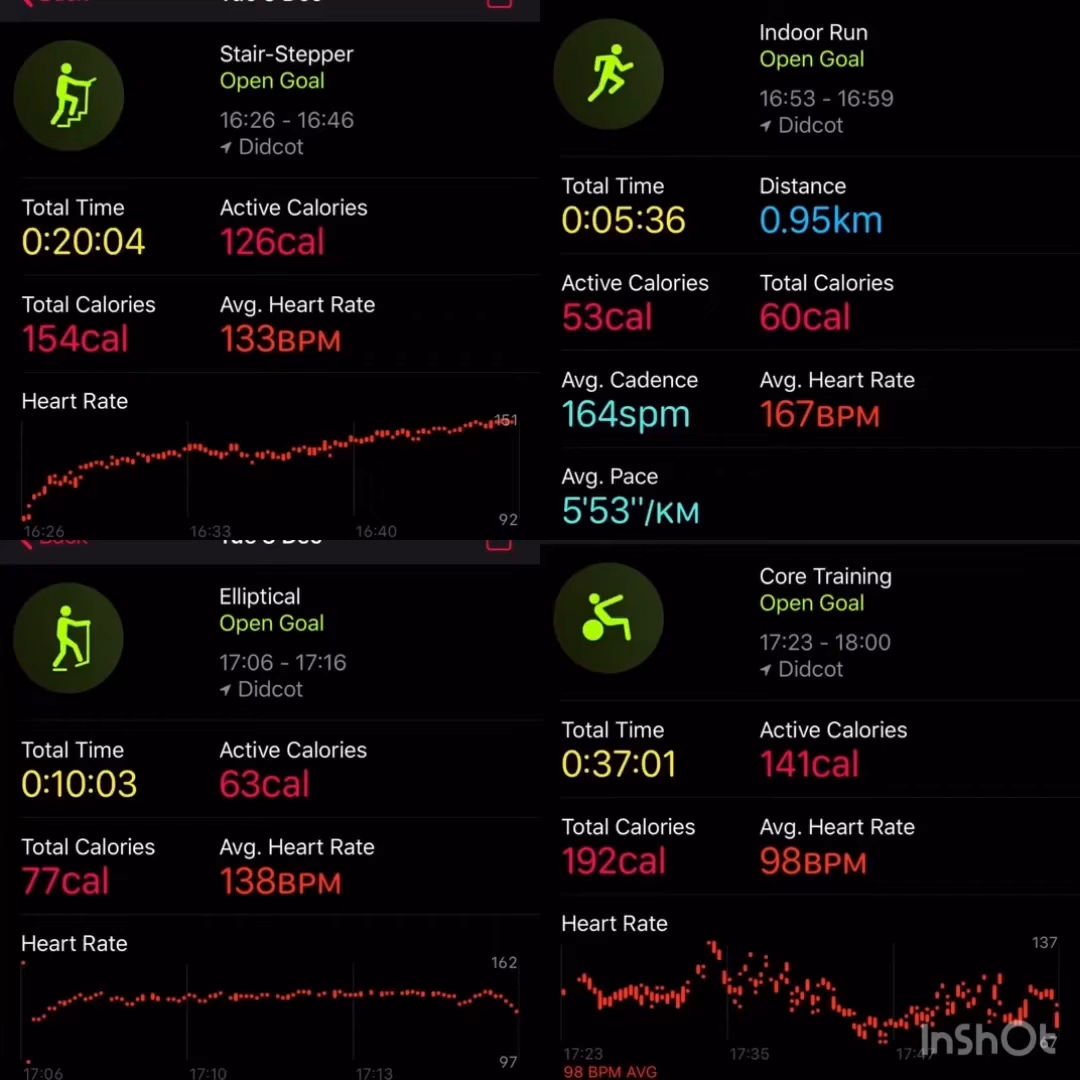 Stair-Stepper
Open Goal
16:26 - 16:46
Didcot
Total Time
Active Calories
0:20:04
126cal
Total Calories
Avg. Heart Rate
154cal
133BPM
Heart Rate
151
92
16:26
16:33
16:40
Indoor Run
Open Goal
16:53 - 16:59
Didcot
Total Time
Distance
0:05:36
0.95km
Active Calories
Total Calories
53cal
60cal
Avg. Cadence
Avg. Heart Rate
164spm
167BPM
Avg. Pace
5'53"/KM
Elliptical
Open Goal
17:06 - 17:16
Didcot
Total Time
Active Calories
0:10:03
63cal
Total Calories
Avg. Heart Rate
77cal
138BPM
Heart Rate
162
97
17:06
17:10
17:13
Core Training
Open Goal
17:23 - 18:00
Didcot
Total Time
Active Calories
0:37:01
141cal
Total Calories
Avg. Heart Rate
192cal
98BPM
Heart Rate
137
67
17:23
17:35
98 BPM AVG
InShOt